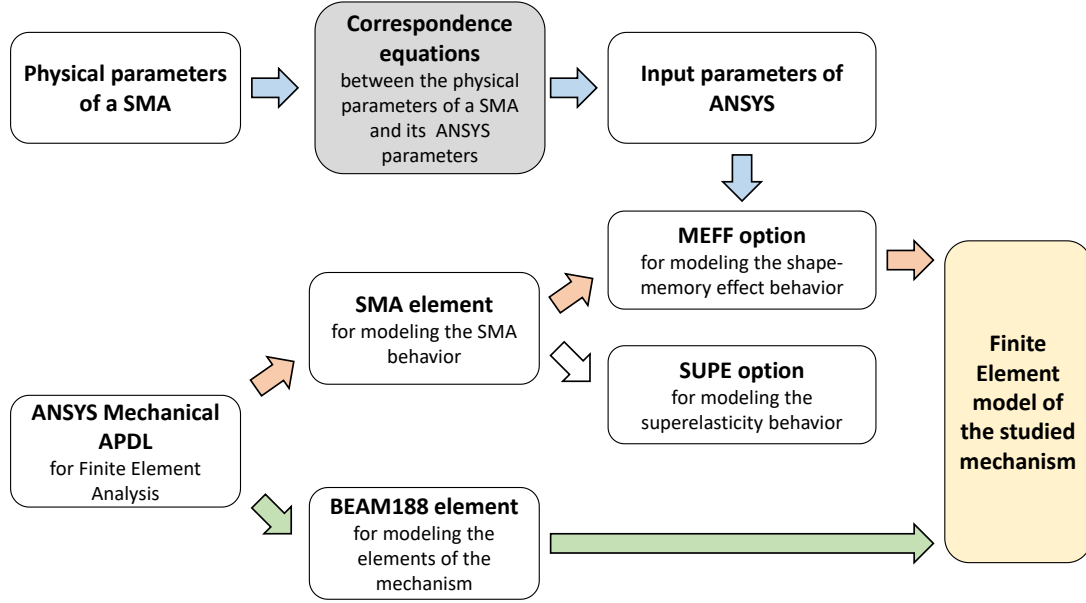 Physical parameters
of a SMA
Correspondence
equations
between the physical
parameters of a SMA
and its ANSYS
parameters
Input parameters of
ANSYS
MEFF option
for modeling the shape-
memory effect behavior
SMA element
for modeling the SMA
behavior
SUPE option
for modeling the
superelasticity behavior
ANSYS Mechanical
APDL
for Finite Element
Analysis
BEAM188 element
for modeling the
elements of the
mechanism
Finite
Element
model of
the studied
mechanism